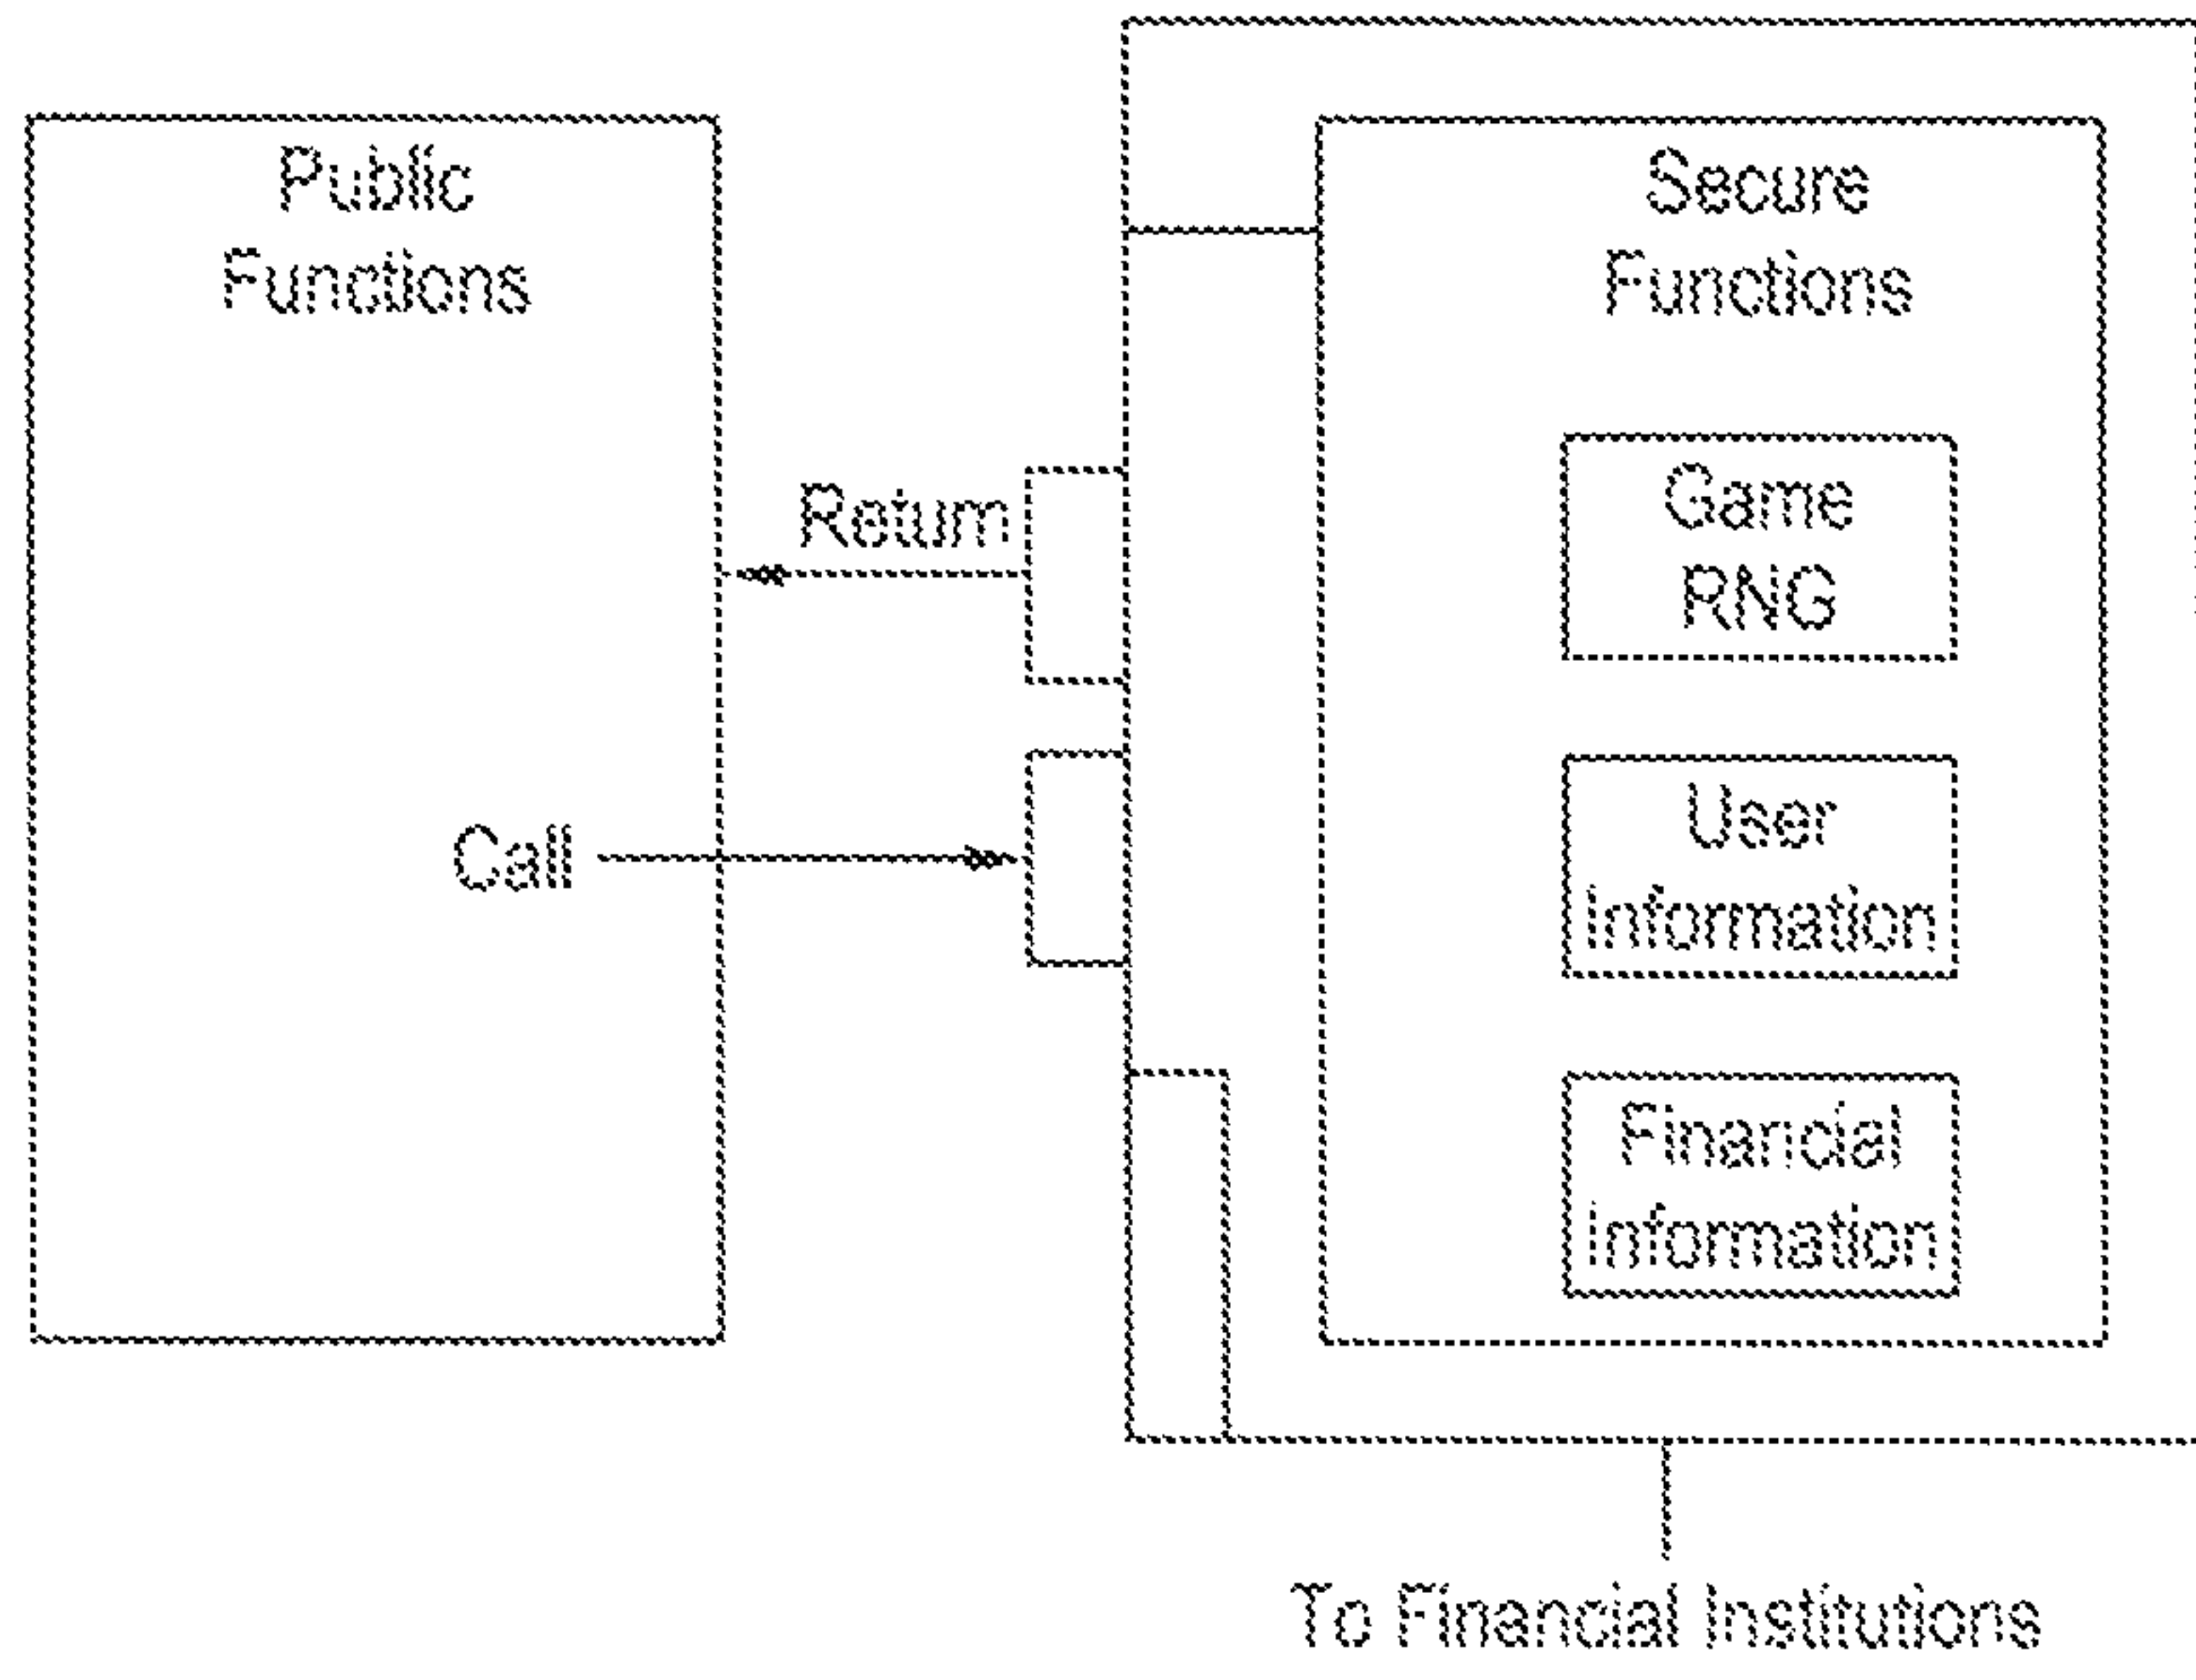 Public
Functions
Secure
Functions
Return
Game
RNG
Call
User
Information
Financial
Information
To Financial Institutions